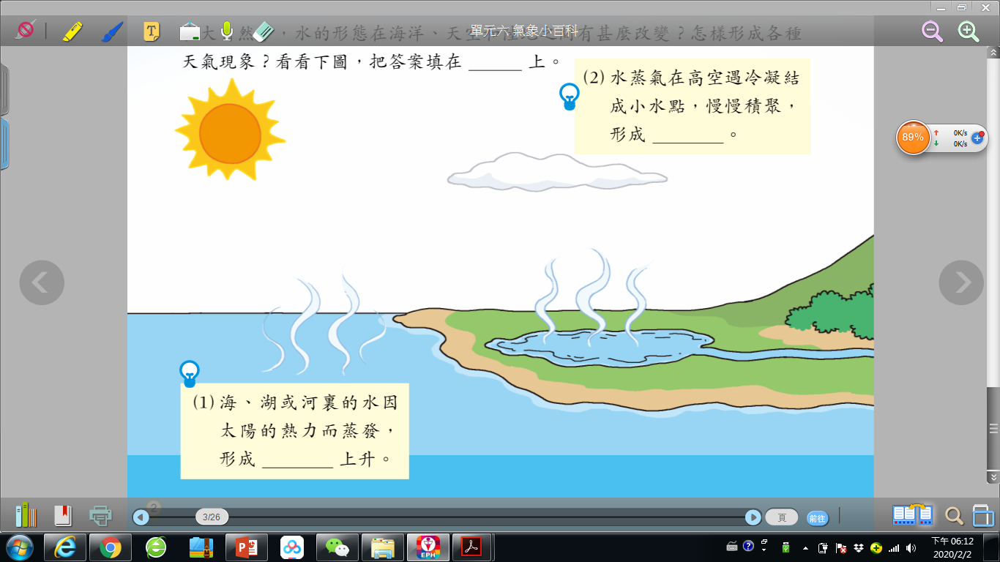 單元六 氣象小百科
大 然 ，水的形態在海洋、天空 有甚麼改變？怎樣形成各種
天氣現象？看看下圖，把答案填在 ______ 上。
(2) 水蒸氣在高空遇冷凝結
成小水點，慢慢積聚，
形成 ________ 。
89%
0K/s
0K/s
(1) 海、湖或河裏的水因
太陽的熱力而蒸發，
形成 ________ 上升。
2
3/26
頁
前往
EPH
下午 06:12
2020/2/2